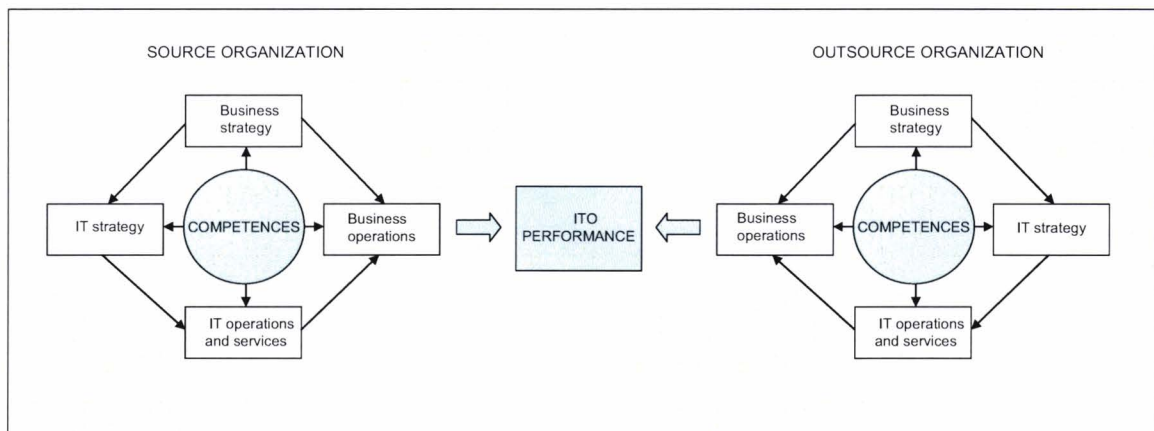 SOURCE ORGANIZATION
OUTSOURCE ORGANIZATION
Business
strategy
IT strategy
COMPETENCES
Business
operations
IT operations
and services
ITO
PERFORMANCE
Business
strategy
Business
operations
COMPETENCES
IT strategy
IT operations
and services